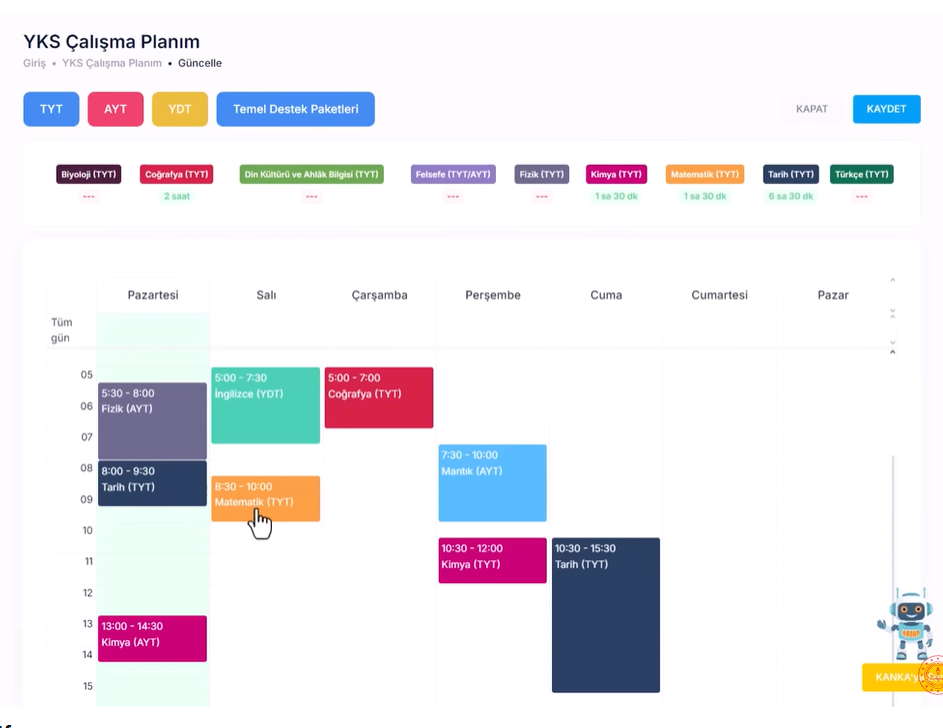 YKS Çalışma Planım
Giriş • YKS Çalışma Planım • Güncelle
TYT
AYT
YDT
Temel Destek Paketleri
KAPAT
KAYDET
Biyoloji (TYT)
---
Coğrafya (TYT)
2 saat
Din Kültürü ve Ahlâk Bilgisi (TYT)
---
Felsefe (TYT/AYT)
---
Fizik (TYT)
---
Kimya (TYT)
1 sa 30 dk
Matematik (TYT)
1 sa 30 dk
Tarih (TYT)
6 sa 30 dk
Türkçe (TYT)
---
Pazartesi
Salı
Çarşamba
Perşembe
Cuma
Cumartesi
Pazar
Tüm
gün
05
06
07
08
09
10
11
12
13
14
15
5:30 - 8:00
Fizik (AYT)
8:00 - 9:30
Tarih (TYT)
13:00 - 14:30
Kimya (AYT)
5:00 - 7:30
İngilizce (YDT)
8:30 - 10:00
Matematik (TYT)
5:00 - 7:00
Coğrafya (TYT)
7:30 - 10:00
Mantık (AYT)
10:30 - 12:00
Kimya (TYT)
10:30 - 15:30
Tarih (TYT)